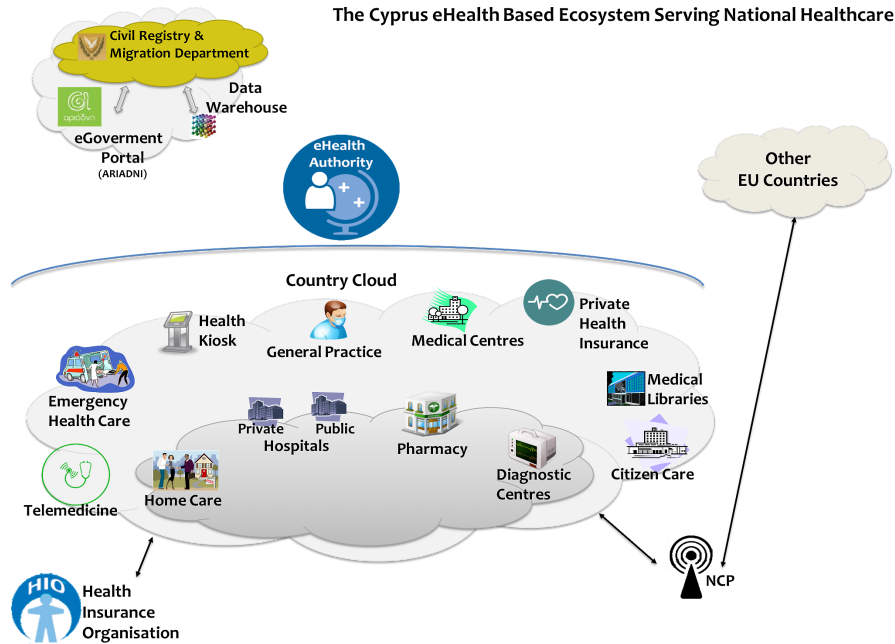 The Cyprus eHealth Based Ecosystem Serving National Healthcare
Civil Registry &
Migration Department
Data
Warehouse
αριάδνη
eGoverment
Portal
(ARIADNI)
eHealth
Authority
Other
EU Countries
Country Cloud
Health
Kiosk
General Practice
Medical Centres
Private
Health
Insurance
Emergency
Health Care
Medical
Libraries
Private
Public
Hospitals
Pharmacy
Diagnostic
Centres
Citizen Care
Home Care
Telemedicine
NCP
HIO
Health
Insurance
Organisation